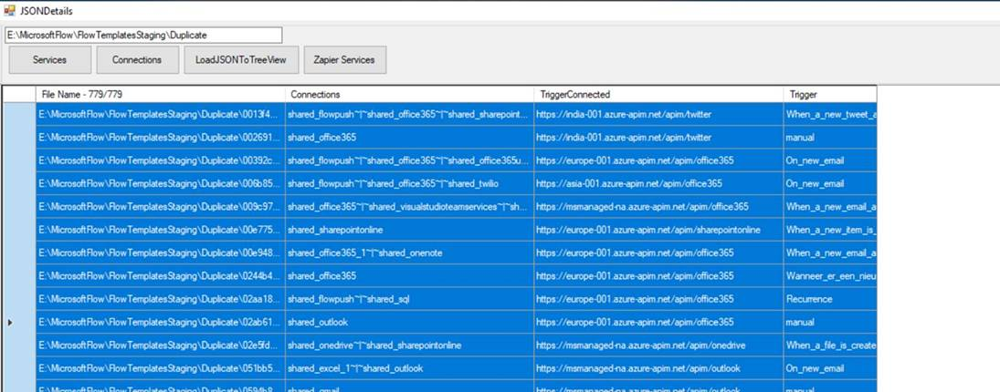 JSONDetails
E:\MicrosoftFlow\FlowTemplatesStaging\Duplicate
Services Connections LoadJSONToTreeView Zapier Services
File Name - 779/779 Connections TriggerConnected Trigger
E:\MicrosoftFlow\FlowTemplatesStaging\Duplicate\0013f4... shared_flowpush~|~shared_office365~|~shared_sharepoint... https://india-001.azure-apim.net/apim/twitter When_a_new_tweet_a
E:\MicrosoftFlow\FlowTemplatesStaging\Duplicate\002691... shared_office365 https://india-001.azure-apim.net/apim/twitter manual
E:\MicrosoftFlow\FlowTemplatesStaging\Duplicate\00392c... shared_flowpush~|~shared_office365~|~shared_office365u... https://europe-001.azure-apim.net/apim/office365 On_new_email
E:\MicrosoftFlow\FlowTemplatesStaging\Duplicate\006b85... shared_flowpush~|~shared_office365~|~shared_twilio https://asia-001.azure-apim.net/apim/office365 On_new_email
E:\MicrosoftFlow\FlowTemplatesStaging\Duplicate\009c97... shared_office365~|~shared_visualstudioteamservices~|~sh... https://msmanaged-na.azure-apim.net/apim/office365 When_a_new_email_a
E:\MicrosoftFlow\FlowTemplatesStaging\Duplicate\00e775... shared_sharepointonline https://europe-001.azure-apim.net/apim/sharepointonline When_a_new_item_is_
E:\MicrosoftFlow\FlowTemplatesStaging\Duplicate\00e948... shared_office365_1~|~shared_onenote https://europe-001.azure-apim.net/apim/office365 When_a_new_email_a
E:\MicrosoftFlow\FlowTemplatesStaging\Duplicate\0244b4... shared_office365 https://europe-001.azure-apim.net/apim/office365 Wanneer_er_een_nieu
E:\MicrosoftFlow\FlowTemplatesStaging\Duplicate\02aa18... shared_flowpush~|~shared_sql https://europe-001.azure-apim.net/apim/office365 Recurrence
E:\MicrosoftFlow\FlowTemplatesStaging\Duplicate\02ab61... shared_outlook https://europe-001.azure-apim.net/apim/office365 manual
E:\MicrosoftFlow\FlowTemplatesStaging\Duplicate\02e5fd... shared_onedrive~|~shared_sharepointonline https://msmanaged-na.azure-apim.net/apim/onedrive When_a_file_is_create
E:\MicrosoftFlow\FlowTemplatesStaging\Duplicate\051bb5... shared_excel_1~|~shared_outlook https://msmanaged-na.azure-apim.net/apim/outlook On_new_email
E:\MicrosoftFlow\FlowTemplatesStaging\Duplicate\0594b8... shared_gmail https://msmanaged-na.azure-apim.net/apim/outlook manual